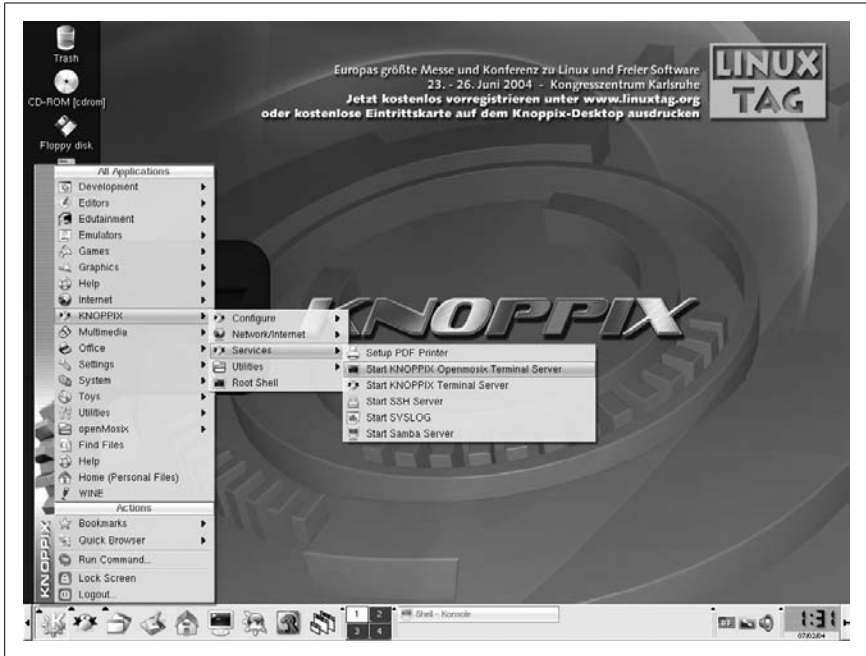 Trash
CD-ROM [cdrom]
Floppy disk
Europas größte Messe und Konferenz zu Linux und Freier Software
23. - 26. Juni 2004 - Kongresszentrum Karlsruhe
Jetzt kostenlos vorregistrieren unter www.linuxtag.org
oder kostenlose Eintrittskarte auf dem Knoppix-Desktop ausdrucken
LINUX
TAG
KNOPPIX
All Applications
Development
Editors
Edutainment
Emulators
Games
Graphics
Help
Internet
KNOPPIX
Multimedia
Office
Settings
System
Toys
Utilities
openMosix
Find Files
Help
Home (Personal Files)
WINE
Actions
Bookmarks
Quick Browser
Run Command...
Lock Screen
Logout...
KNOPPIX
Configure
Network/Internet
Services
Utilities
Root Shell
Setup PDF Printer
Start KNOPPIX Openmosix Terminal Server
Start KNOPPIX Terminal Server
Start SSH Server
Start SYSLOG
Start Samba Server
1 2
3 4
Shell - Konsole
1:31
07/02/04